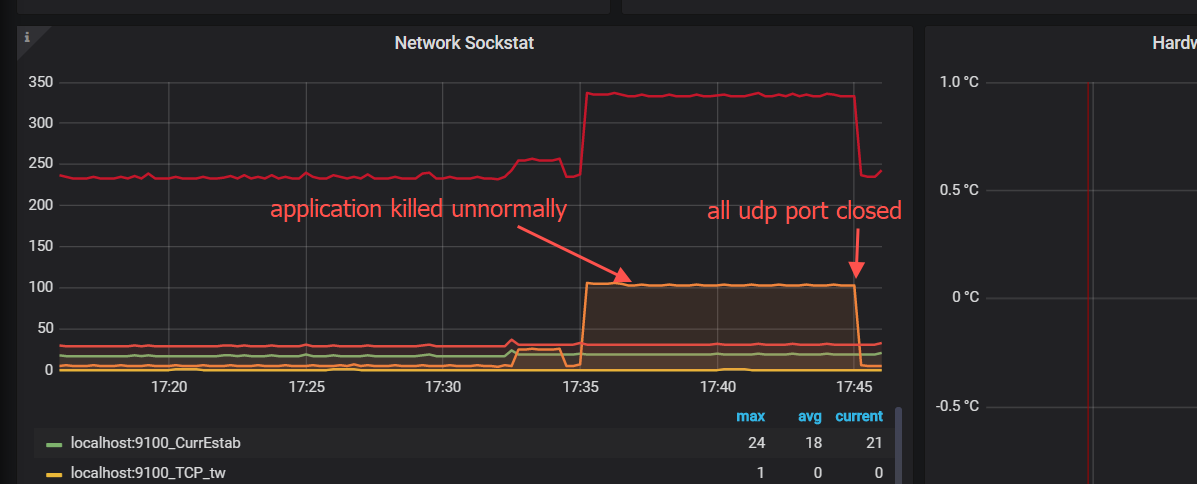 i
Network Sockstat
Hardw
350
300
250
200
150
100
50
0
application killed unnormally
all udp port closed
17:20 17:25 17:30 17:35 17:40 17:45
max avg current
localhost:9100_CurrEstab 24 18 21
localhost:9100_TCP_tw 1 0 0
1.0 °C
0.5 °C
0 °C
-0.5 °C